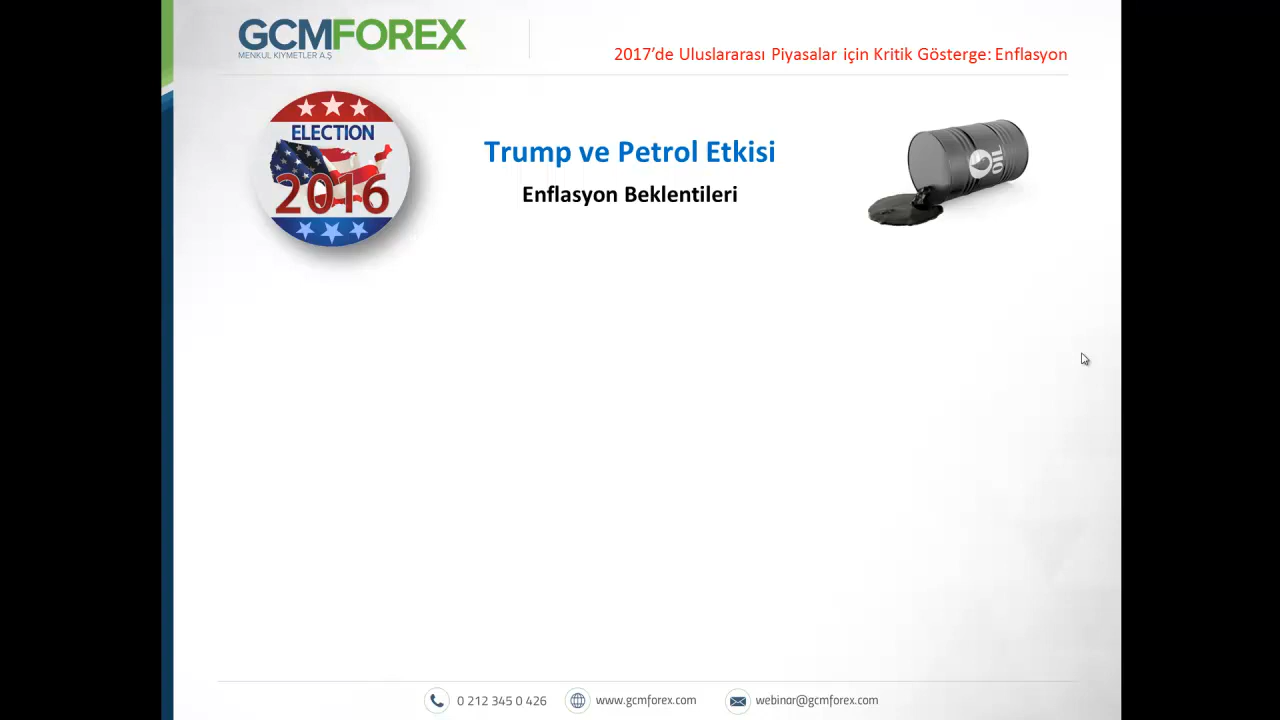 GCMFOREX
MENKUL KIYMETLER A.Ş
2017’de Uluslararası Piyasalar için Kritik Gösterge: Enflasyon
ELECTION
2016
Trump ve Petrol Etkisi
Enflasyon Beklentileri
OIL
0 212 345 0 426
www.gcmforex.com
webinar@gcmforex.com